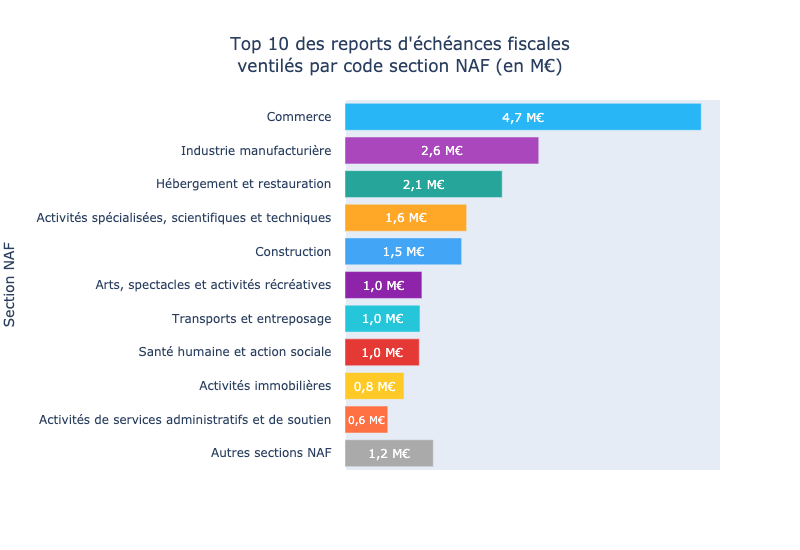 Top 10 des reports d'échéances fiscales
ventilés par code section NAF (en M€)
Section NAF
Commerce 4,7 M€
Industrie manufacturière 2,6 M€
Hébergement et restauration 2,1 M€
Activités spécialisées, scientifiques et techniques 1,6 M€
Construction 1,5 M€
Arts, spectacles et activités récréatives 1,0 M€
Transports et entreposage 1,0 M€
Santé humaine et action sociale 1,0 M€
Activités immobilières 0,8 M€
Activités de services administratifs et de soutien 0,6 M€
Autres sections NAF 1,2 M€